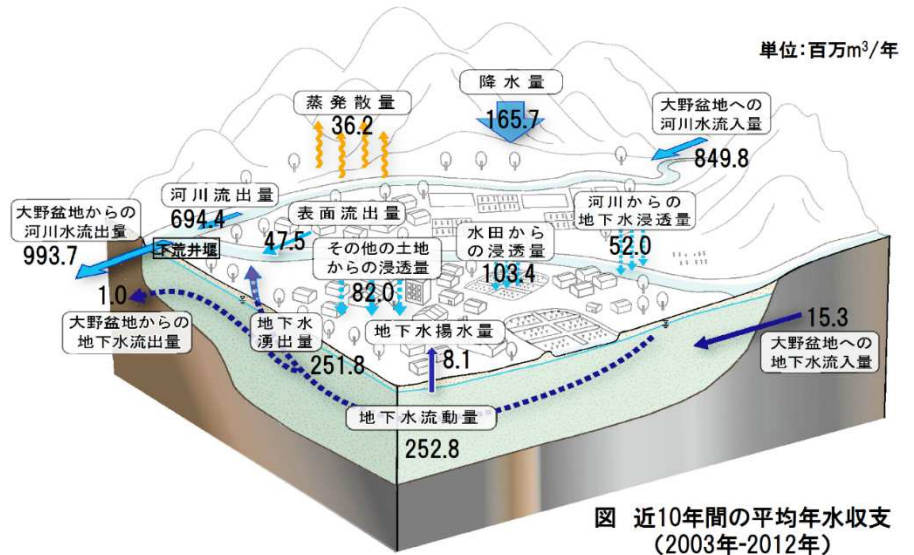 単位:百万m³/年
降水量
165.7
蒸発散量
36.2
大野盆地への
河川水流入量
849.8
河川流出量
694.4
大野盆地からの
河川水流出量
993.7
下荒井堰
表面流出量
47.5
その他の土地
からの浸透量
82.0
水田から
の浸透量
103.4
河川からの
地下水浸透量
52.0
1.0
大野盆地からの
地下水流出量
地下水
湧出量
251.8
地下水揚水量
8.1
15.3
大野盆地への
地下水流入量
地下水流動量
252.8
図 近10年間の平均年水収支
(2003年-2012年)